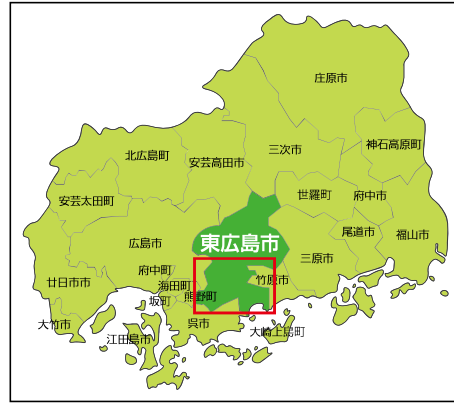 庄原市
三次市
神石高原町
北広島町
安芸高田市
世羅町
府中市
安芸太田町
尾道市
福山市
広島市
東広島市
三原市
府中町
竹原市
廿日市市
海田町
熊野町
坂町
大竹市
呉市
江田島市
大崎上島町